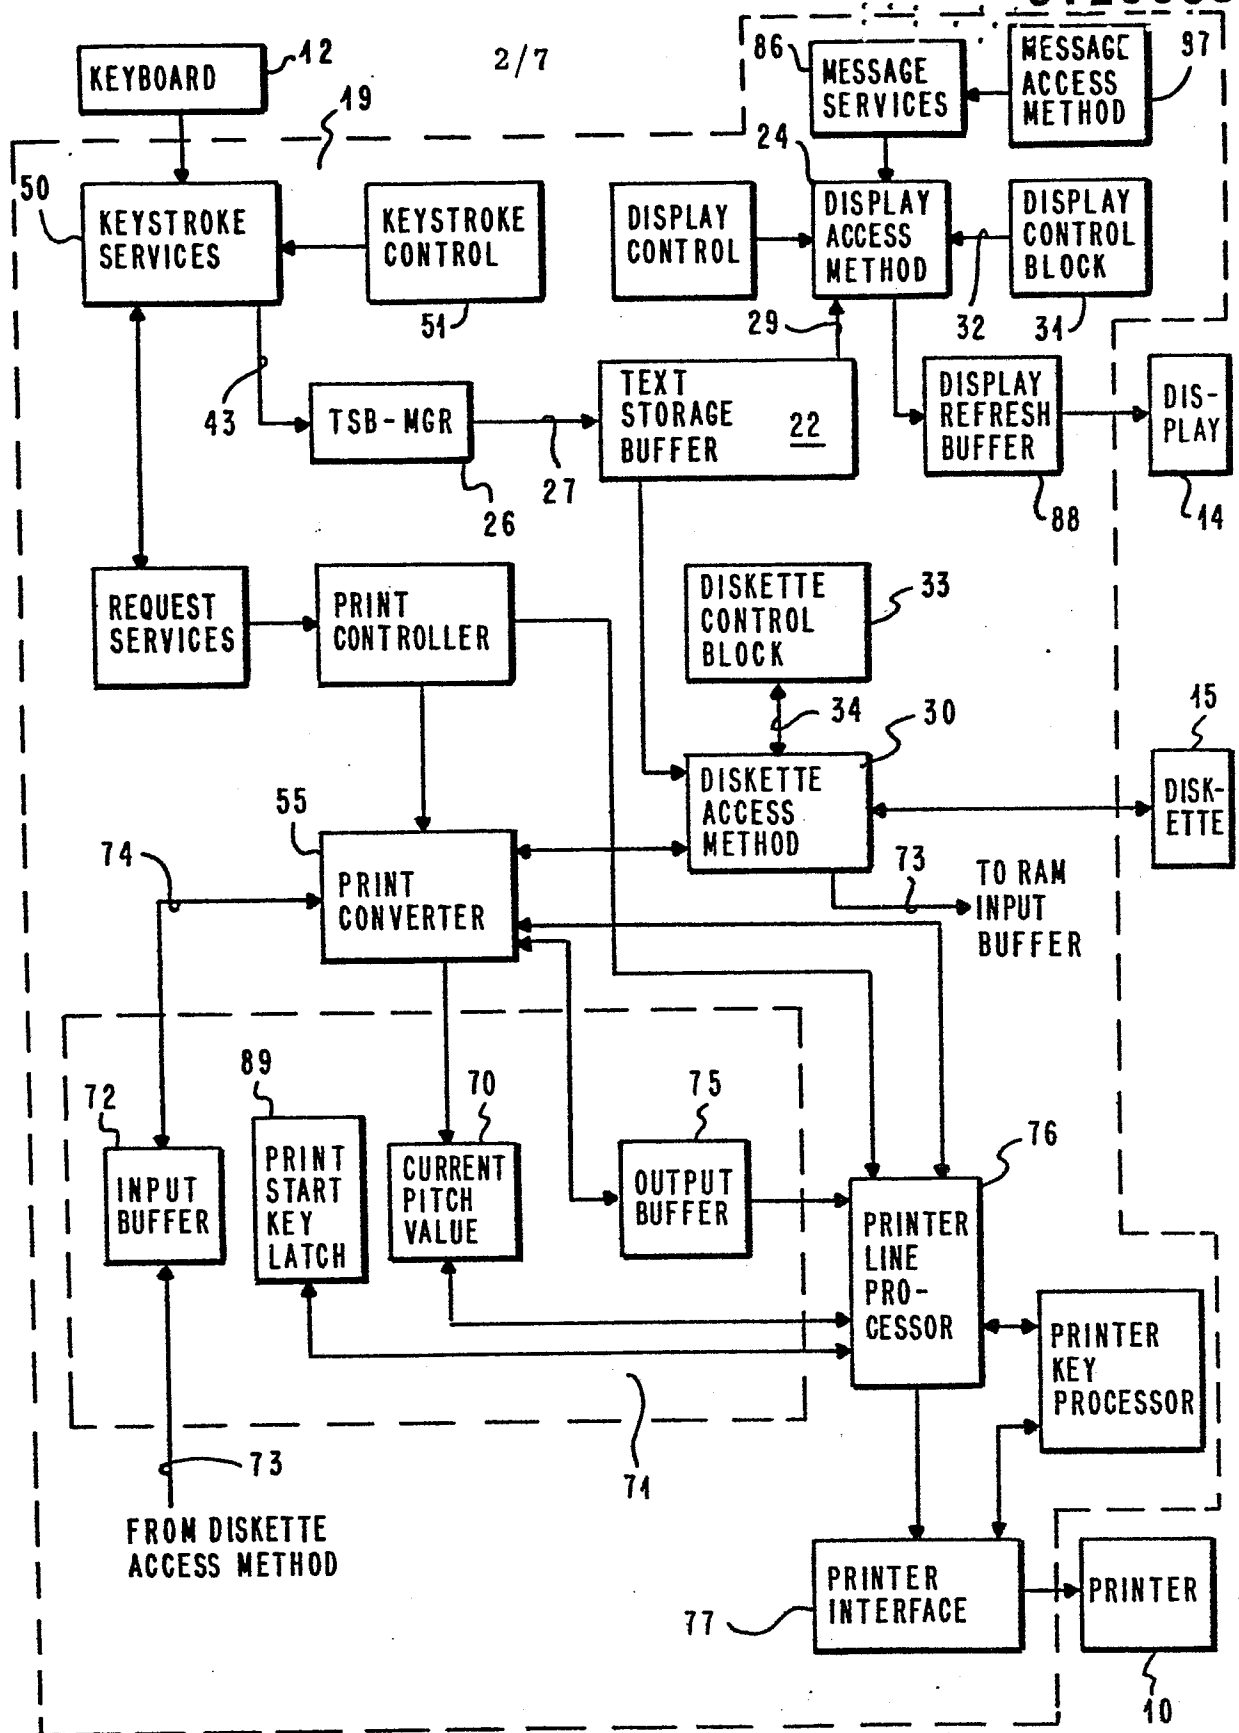 2/7
KEYBOARD
12
19
86
MESSAGE
SERVICES
MESSAGE
ACCESS
METHOD
97
50
KEYSTROKE
SERVICES
KEYSTROKE
CONTROL
51
24
DISPLAY
CONTROL
DISPLAY
ACCESS
METHOD
DISPLAY
CONTROL
BLOCK
32
31
29
43
TSB-MGR
26
27
TEXT
STORAGE
BUFFER
22
DISPLAY
REFRESH
BUFFER
88
DIS-
PLAY
14
REQUEST
SERVICES
PRINT
CONTROLLER
DISKETTE
CONTROL
BLOCK
33
34
30
DISKETTE
ACCESS
METHOD
15
DISK-
ETTE
55
74
PRINT
CONVERTER
73
TO RAM
INPUT
BUFFER
72
INPUT
BUFFER
89
PRINT
START
KEY
LATCH
70
CURRENT
PITCH
VALUE
75
OUTPUT
BUFFER
76
PRINTER
LINE
PRO-
CESSOR
PRINTER
KEY
PROCESSOR
73
71
FROM DISKETTE
ACCESS METHOD
PRINTER
INTERFACE
77
PRINTER
10